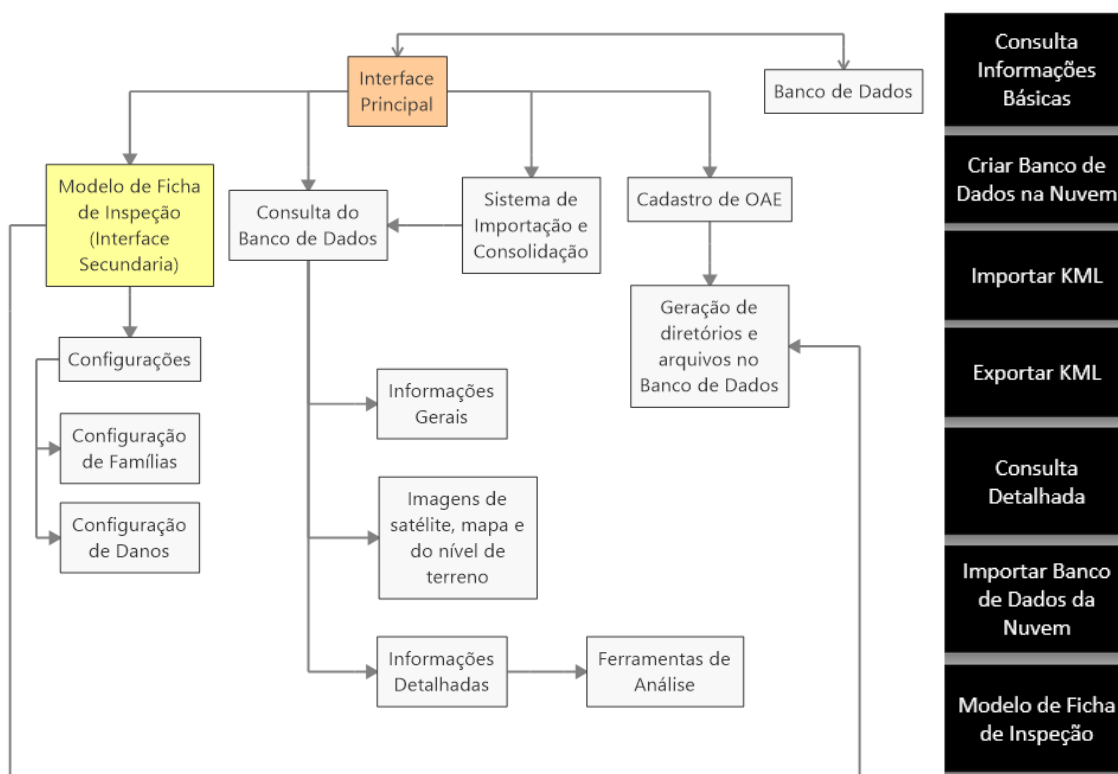 Interface
Principal
Banco de Dados
Modelo de Ficha
de Inspeção
(Interface
Secundaria)
Consulta do
Banco de Dados
Sistema de
Importação e
Consolidação
Cadastro de OAE
Geração de
diretórios e
arquivos no
Banco de Dados
Configurações
Configuração
de Famílias
Configuração
de Danos
Informações
Gerais
Imagens de
satélite, mapa e
do nível de
terreno
Informações
Detalhadas
Ferramentas de
Análise
Consulta
Informações
Básicas
Criar Banco de
Dados na Nuvem
Importar KML
Exportar KML
Consulta
Detalhada
Importar Banco
de Dados da
Nuvem
Modelo de Ficha
de Inspeção